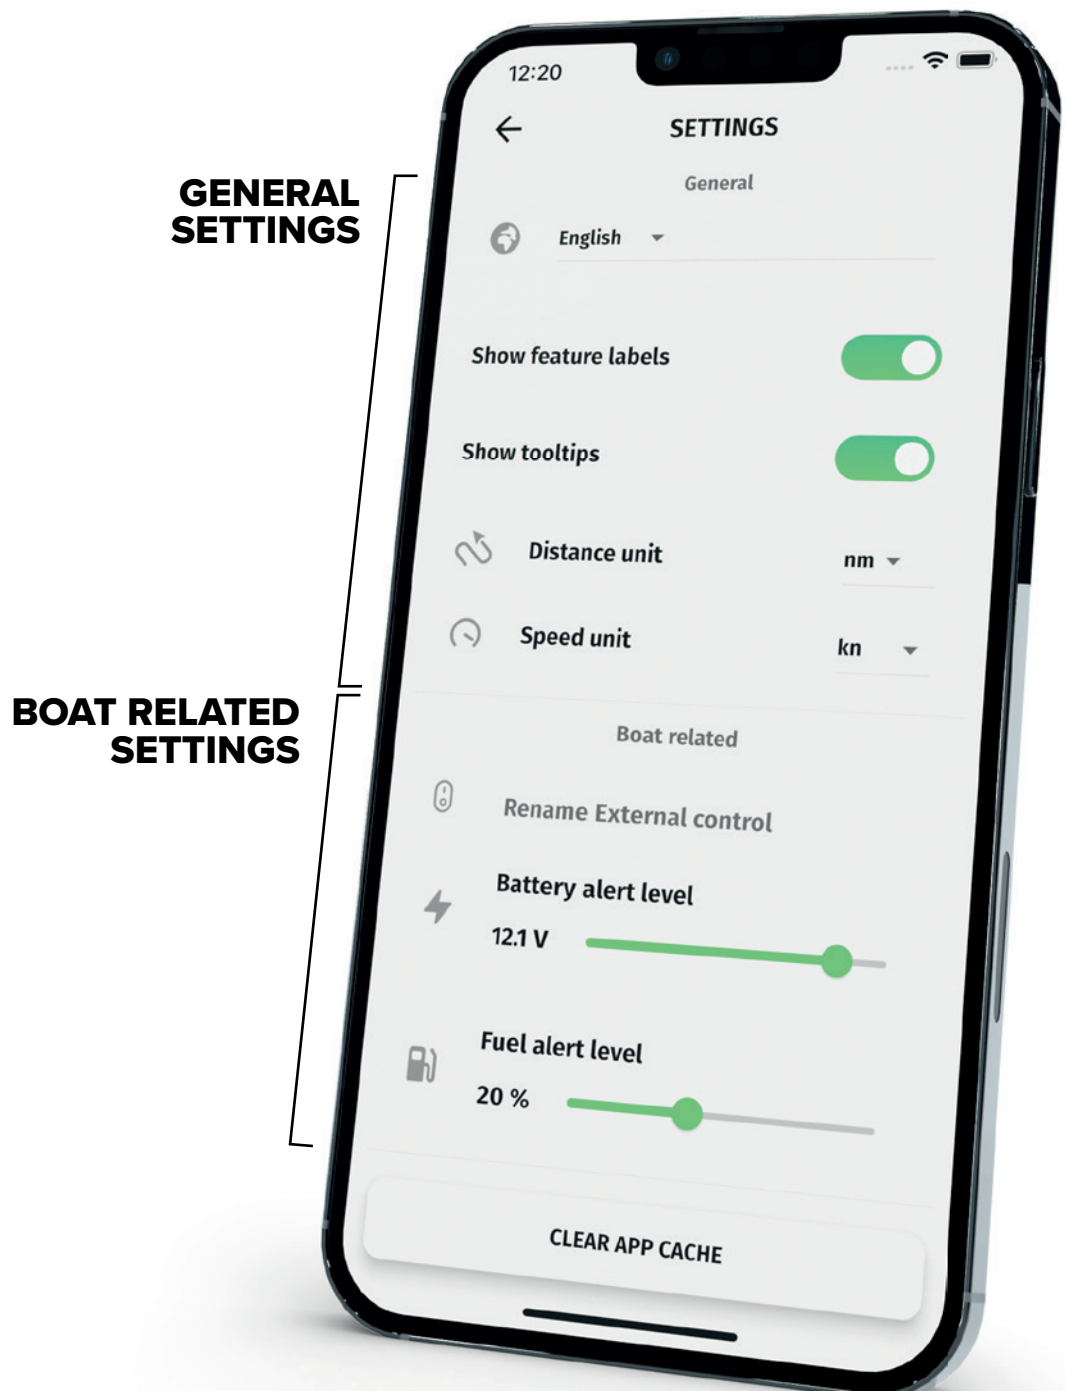 12:20
SETTINGS
General
GENERAL
SETTINGS
English
Show feature labels
Show tooltips
Distance unit
nm
Speed unit
kn
BOAT RELATED
SETTINGS
Boat related
Rename External control
Battery alert level
12.1 V
Fuel alert level
20 %
CLEAR APP CACHE